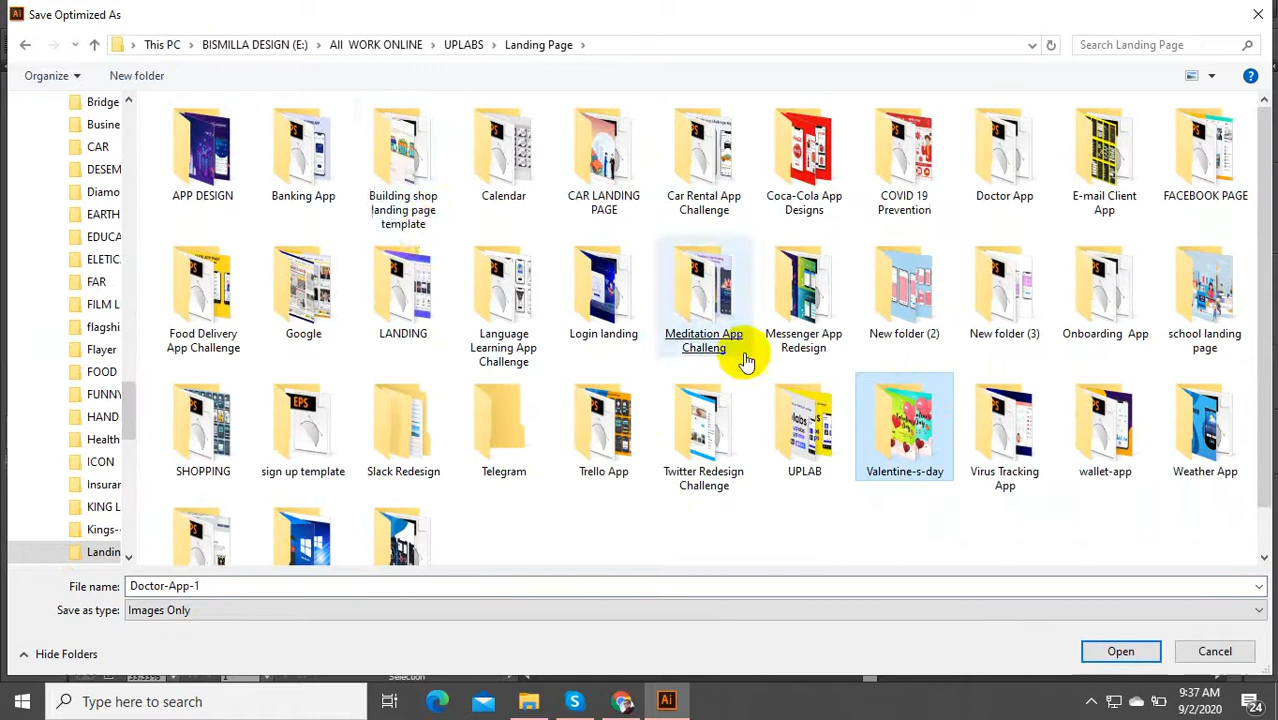 Save Optimized As
This PC > BISMILLA DESIGN (E:) > All WORK ONLINE > UPLABS > Landing Page >
Search Landing Page
Organize
New folder
Bridge
Busine
CAR
DESEM
Diamo
EARTH
EDUCA
ELETIC
FAR
FILM L
flagshi
Flayer
FOOD
FUNNY
HAND
Health
ICON
Insurar
KING L
Kings-
Landin
APP DESIGN
Banking App
Building shop landing page template
Calendar
CAR LANDING PAGE
Car Rental App Challenge
Coca-Cola App Designs
COVID 19 Prevention
Doctor App
E-mail Client App
FACEBOOK PAGE
Food Delivery App Challenge
Google
LANDING
Language Learning App Challenge
Login landing
Meditation App Challeng
Messenger App Redesign
New folder (2)
New folder (3)
Onboarding App
school landing page
SHOPPING
sign up template
Slack Redesign
Telegram
Trello App
Twitter Redesign Challenge
UPLAB
Valentine-s-day
Virus Tracking App
wallet-app
Weather App
File name: Doctor-App-1
Save as type: Images Only
Hide Folders
Open
Cancel
Selection
Type here to search
9:37 AM
9/2/2020
24